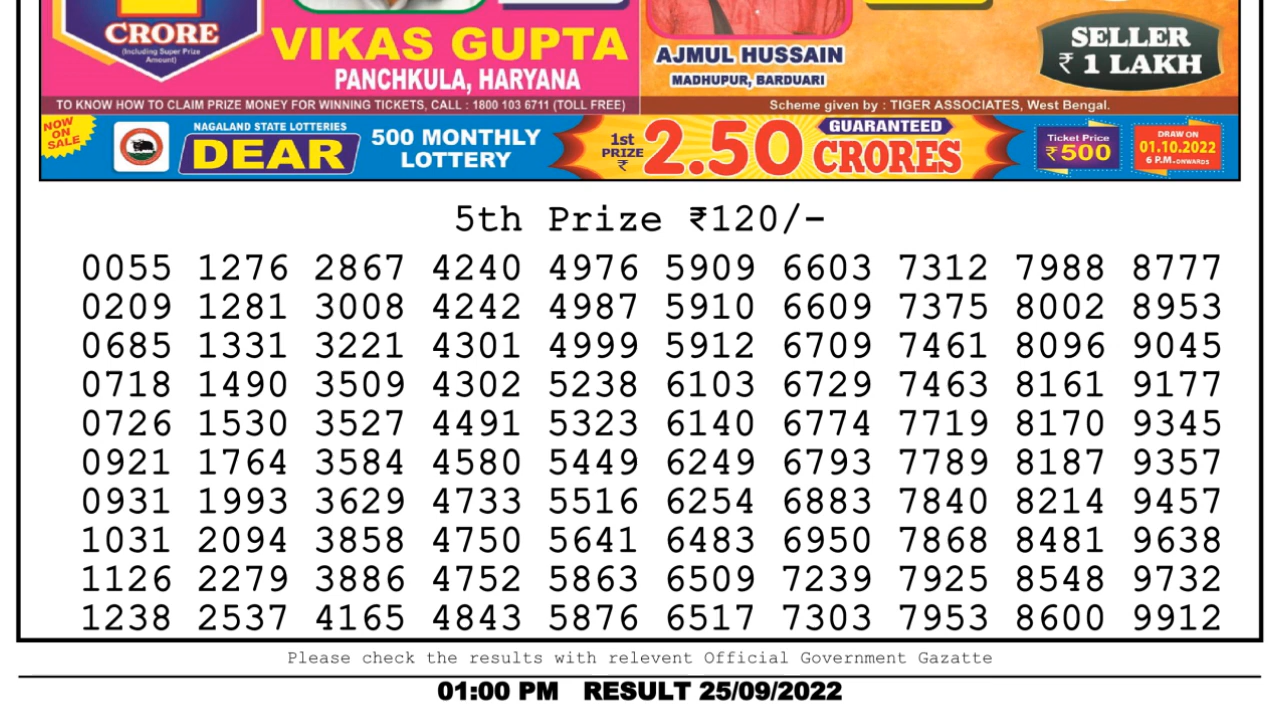 CRORE
(Including Super Prize
Amount)
VIKAS GUPTA
PANCHKULA, HARYANA
AJMUL HUSSAIN
MADHUPUR, BARDUARI
SELLER
₹ 1 LAKH
TO KNOW HOW TO CLAIM PRIZE MONEY FOR WINNING TICKETS, CALL : 1800 103 6711 (TOLL FREE)
Scheme given by : TIGER ASSOCIATES, West Bengal.
NOW
ON
SALE
NAGALAND STATE LOTTERIES
DEAR
500 MONTHLY
LOTTERY
1st
PRIZE
₹
2.50
GUARANTEED
CRORES
Ticket Price
₹500
DRAW ON
01.10.2022
6 P.M.ONWARDS
5th Prize ₹120/-
0055 1276 2867 4240 4976 5909 6603 7312 7988 8777
0209 1281 3008 4242 4987 5910 6609 7375 8002 8953
0685 1331 3221 4301 4999 5912 6709 7461 8096 9045
0718 1490 3509 4302 5238 6103 6729 7463 8161 9177
0726 1530 3527 4491 5323 6140 6774 7719 8170 9345
0921 1764 3584 4580 5449 6249 6793 7789 8187 9357
0931 1993 3629 4733 5516 6254 6883 7840 8214 9457
1031 2094 3858 4750 5641 6483 6950 7868 8481 9638
1126 2279 3886 4752 5863 6509 7239 7925 8548 9732
1238 2537 4165 4843 5876 6517 7303 7953 8600 9912
Please check the results with relevent Official Government Gazatte
01:00 PM RESULT 25/09/2022